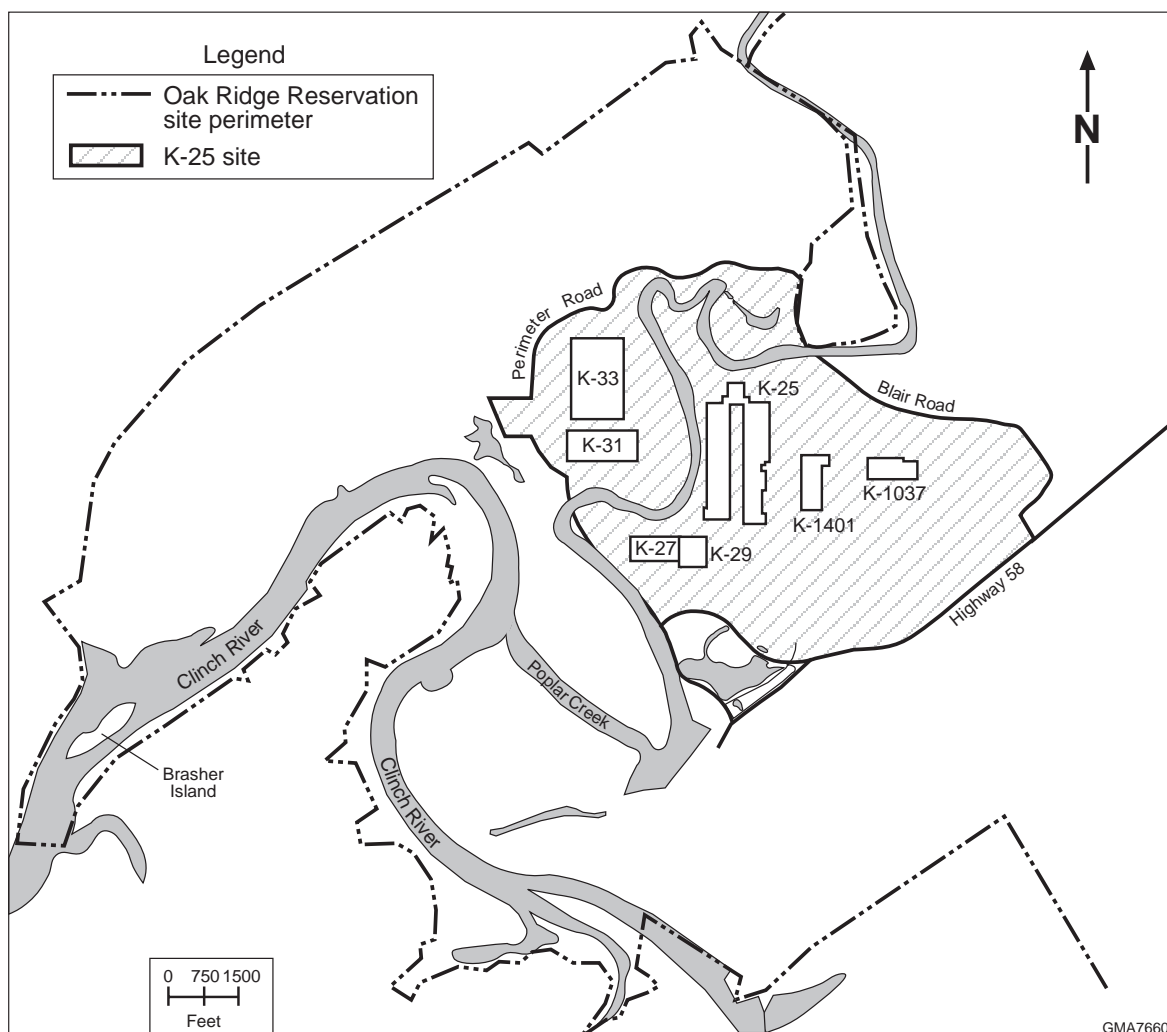 Legend
Oak Ridge Reservation
site perimeter
K-25 site
N
Perimeter Road
K-33
K-31
K-25
Blair Road
K-1037
K-1401
K-27
K-29
Highway 58
Clinch River
Poplar Creek
Brasher
Island
Clinch River
0 750 1500
Feet
GMA7660